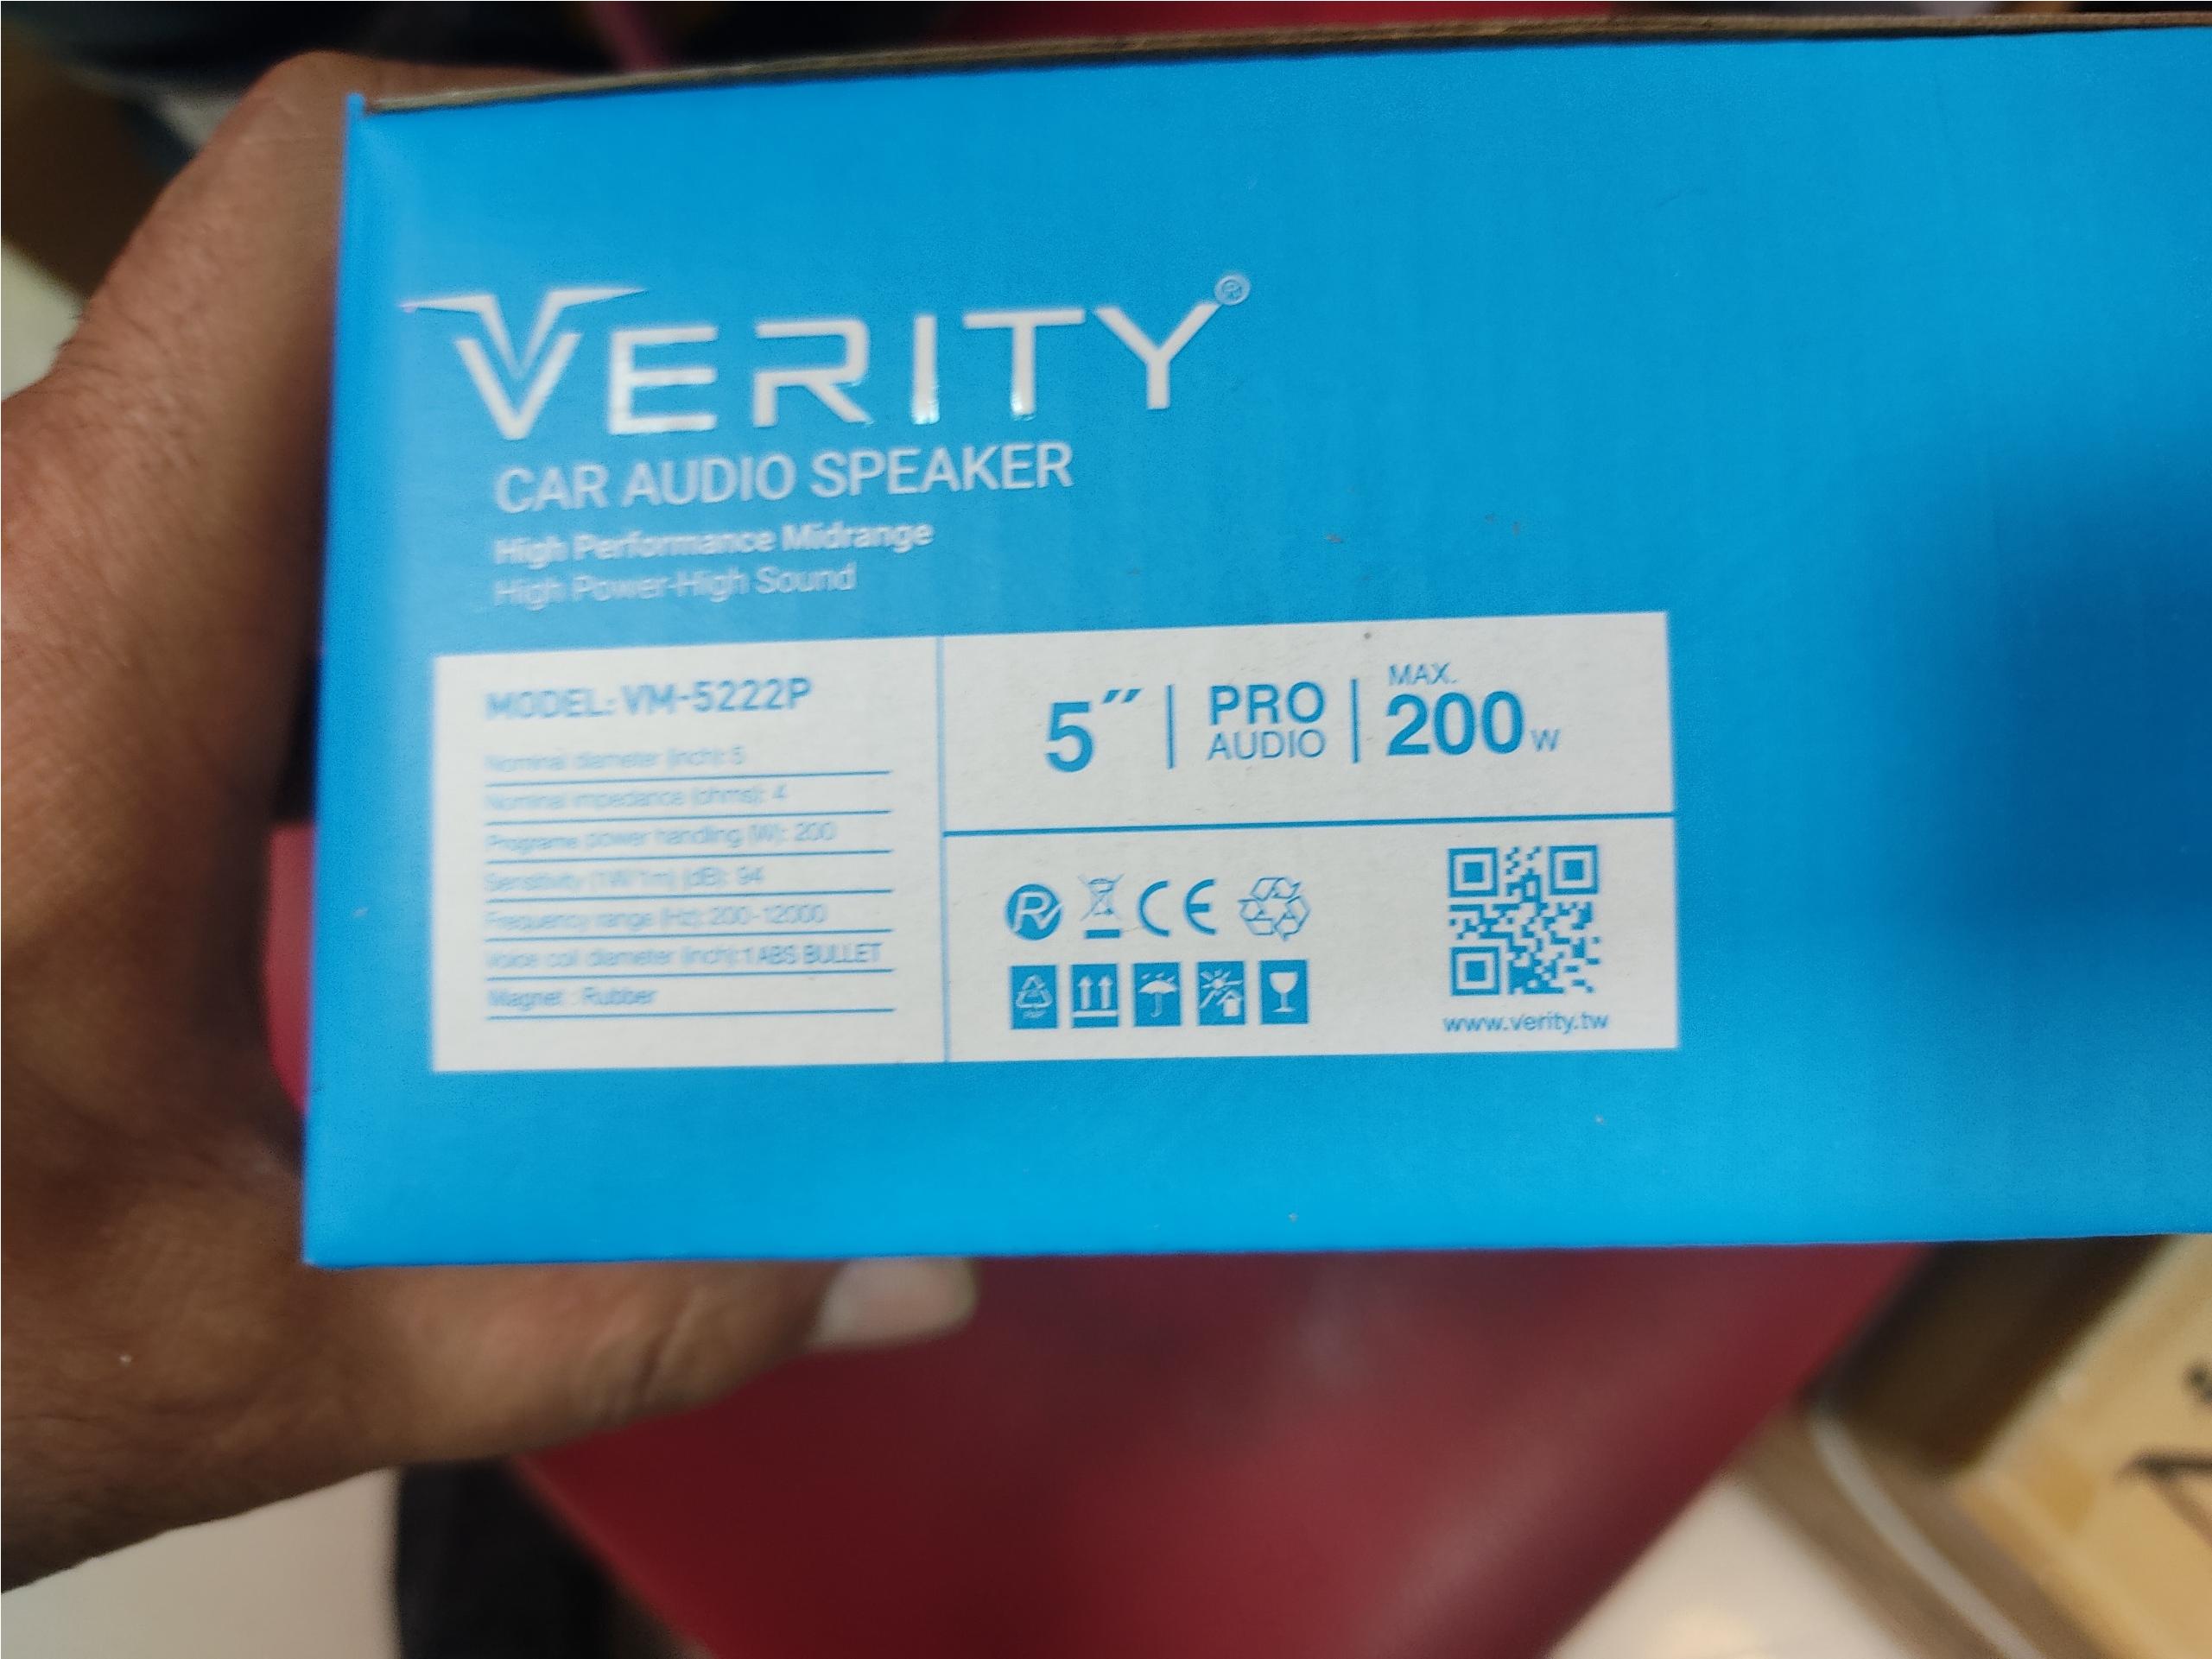 VERITY®
CAR AUDIO SPEAKER
High Performance Midrange
High Power-High Sound
MODEL: VM-5222P
Nominal diameter (inch): 5
Nominal impedance (ohms): 4
Programe power handling (W): 200
Sensitivity (1W/1m) (dB): 94
Frequency range (Hz): 200-12000
Voice coil diameter (inch): 1 ABS BULLET
Magnet : Rubber
5″
PRO
AUDIO
MAX.
200 W
CE
www.verity.tw